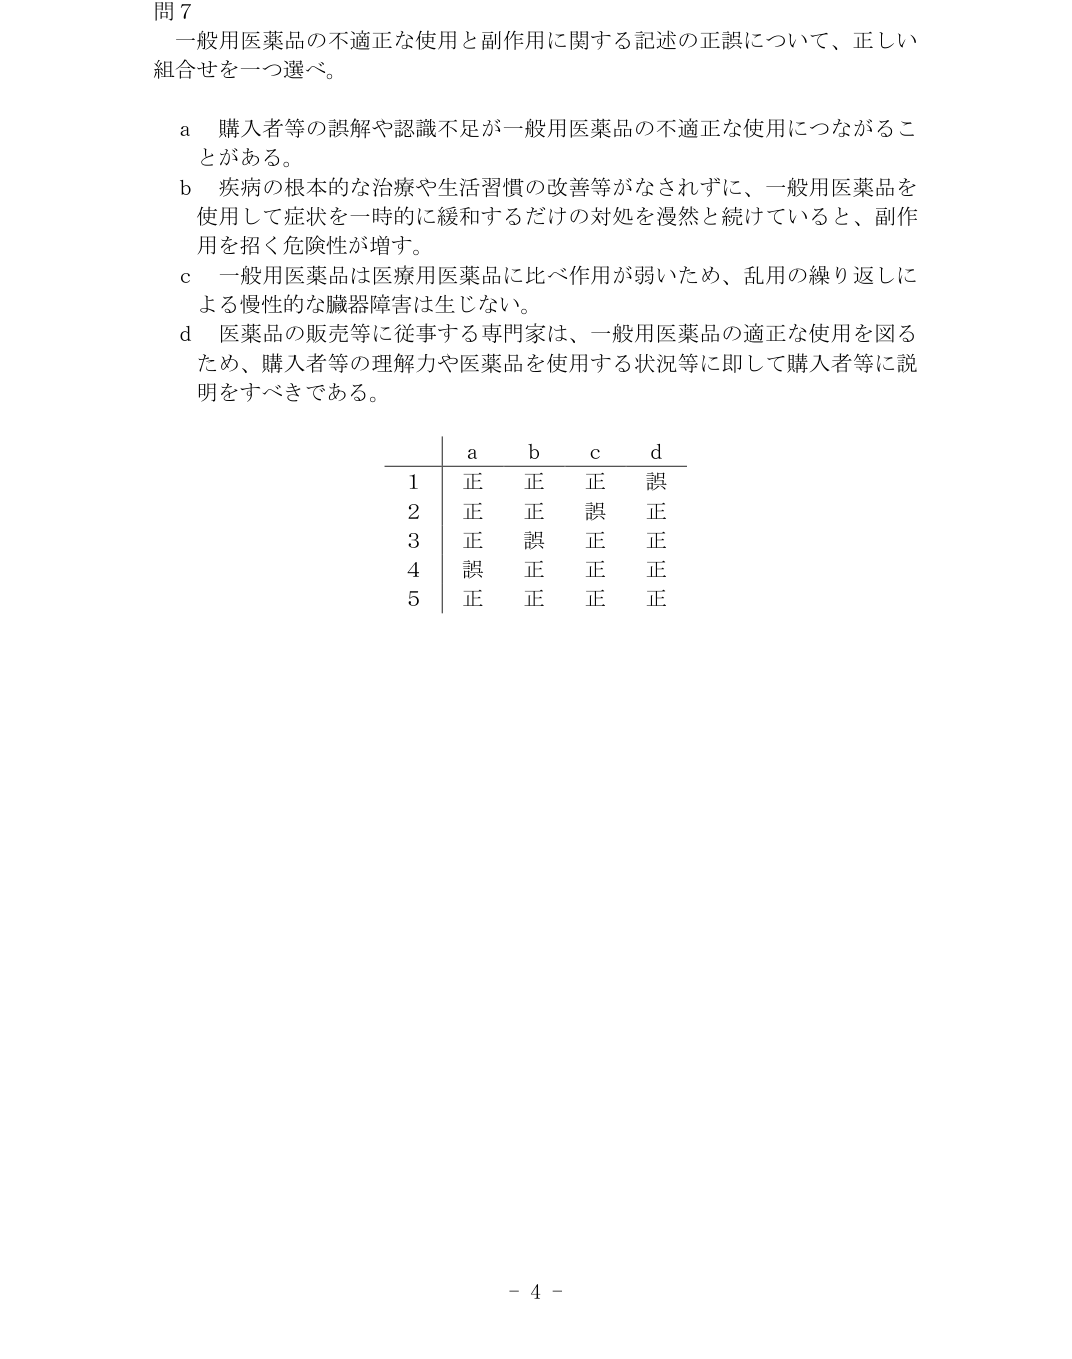 問７
一般用医薬品の不適正な使用と副作用に関する記述の正誤について、正しい
組合せを一つ選べ。
a　購入者等の誤解や認識不足が一般用医薬品の不適正な使用につながるこ
とがある。
b　疾病の根本的な治療や生活習慣の改善等がなされずに、一般用医薬品を
使用して症状を一時的に緩和するだけの対処を漫然と続けていると、副作
用を招く危険性が増す。
c　一般用医薬品は医療用医薬品に比べ作用が弱いため、乱用の繰り返しに
よる慢性的な臓器障害は生じない。
d　医薬品の販売等に従事する専門家は、一般用医薬品の適正な使用を図る
ため、購入者等の理解力や医薬品を使用する状況等に即して購入者等に説
明をすべきである。
a b c d
1 正 正 正 誤
2 正 正 誤 正
3 正 誤 正 正
4 誤 正 正 正
5 正 正 正 正
- 4 -